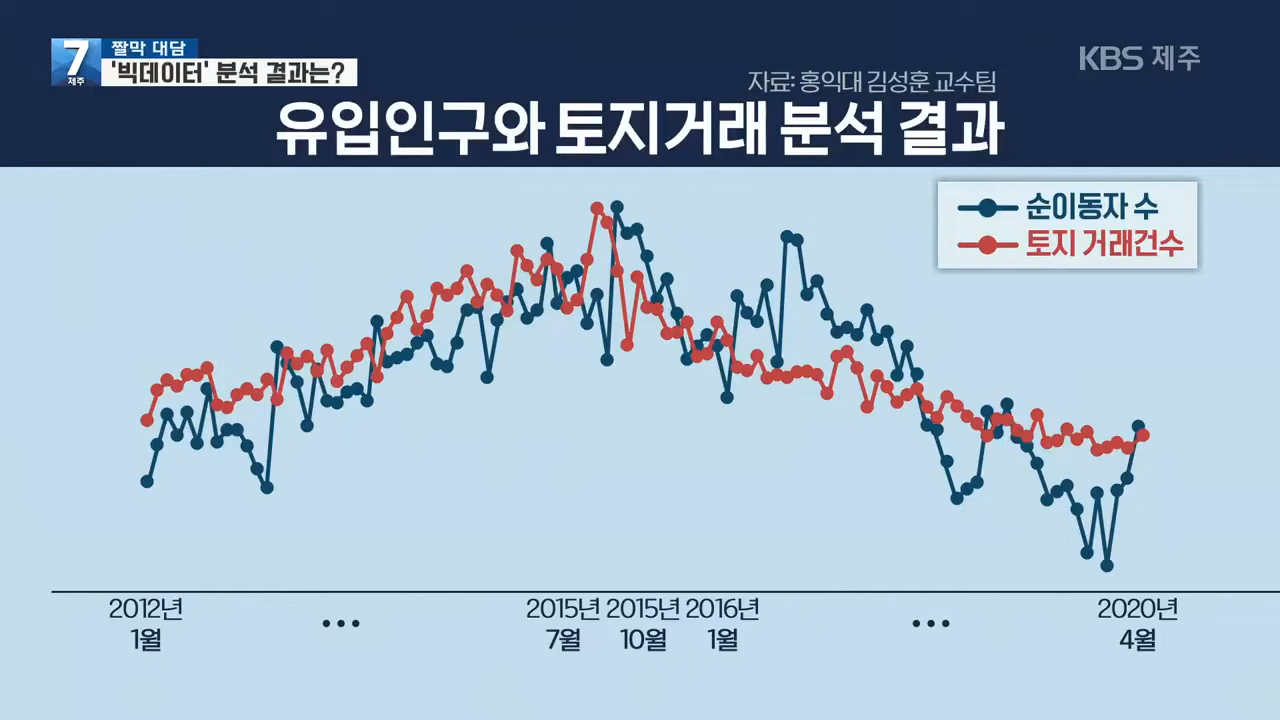 7
제주
짤막 대담
'빅데이터' 분석 결과는?
KBS 제주
자료: 홍익대 김성훈 교수팀
유입인구와 토지거래 분석 결과
순이동자 수
토지 거래건수
2012년 2015년 2015년 2016년 2020년
1월 ••• 7월 10월 1월 ••• 4월